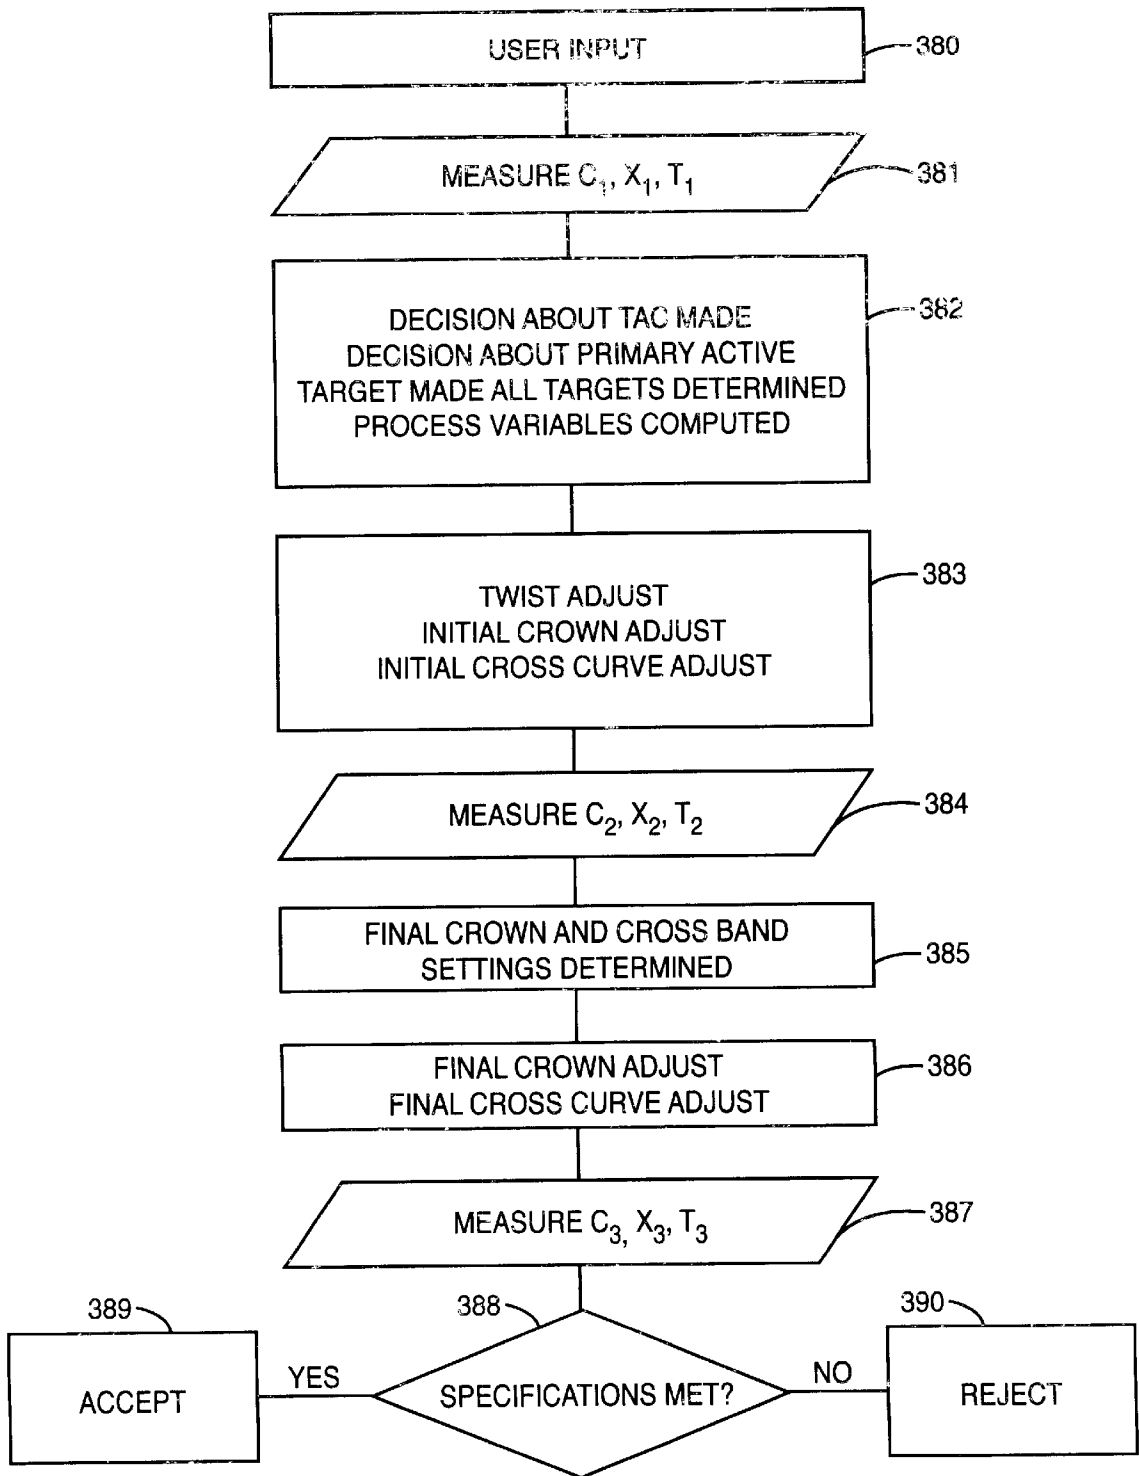 USER INPUT
380
MEASURE C₁, X₁, T₁
381
DECISION ABOUT TAC MADE
DECISION ABOUT PRIMARY ACTIVE
TARGET MADE ALL TARGETS DETERMINED
PROCESS VARIABLES COMPUTED
382
TWIST ADJUST
INITIAL CROWN ADJUST
INITIAL CROSS CURVE ADJUST
383
MEASURE C₂, X₂, T₂
384
FINAL CROWN AND CROSS BAND
SETTINGS DETERMINED
385
FINAL CROWN ADJUST
FINAL CROSS CURVE ADJUST
386
MEASURE C₃, X₃, T₃
387
389
388
390
ACCEPT
YES
SPECIFICATIONS MET?
NO
REJECT